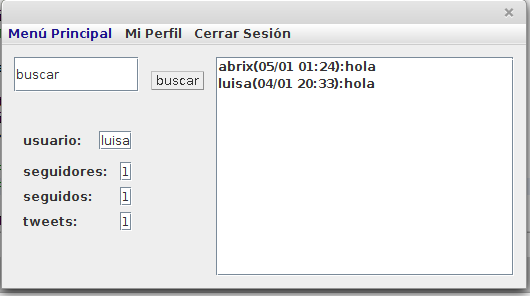 Menú Principal Mi Perfil Cerrar Sesión
buscar buscar
usuario: luisa
seguidores: 1
seguidos: 1
tweets: 1
abrix(05/01 01:24):hola
luisa(04/01 20:33):hola